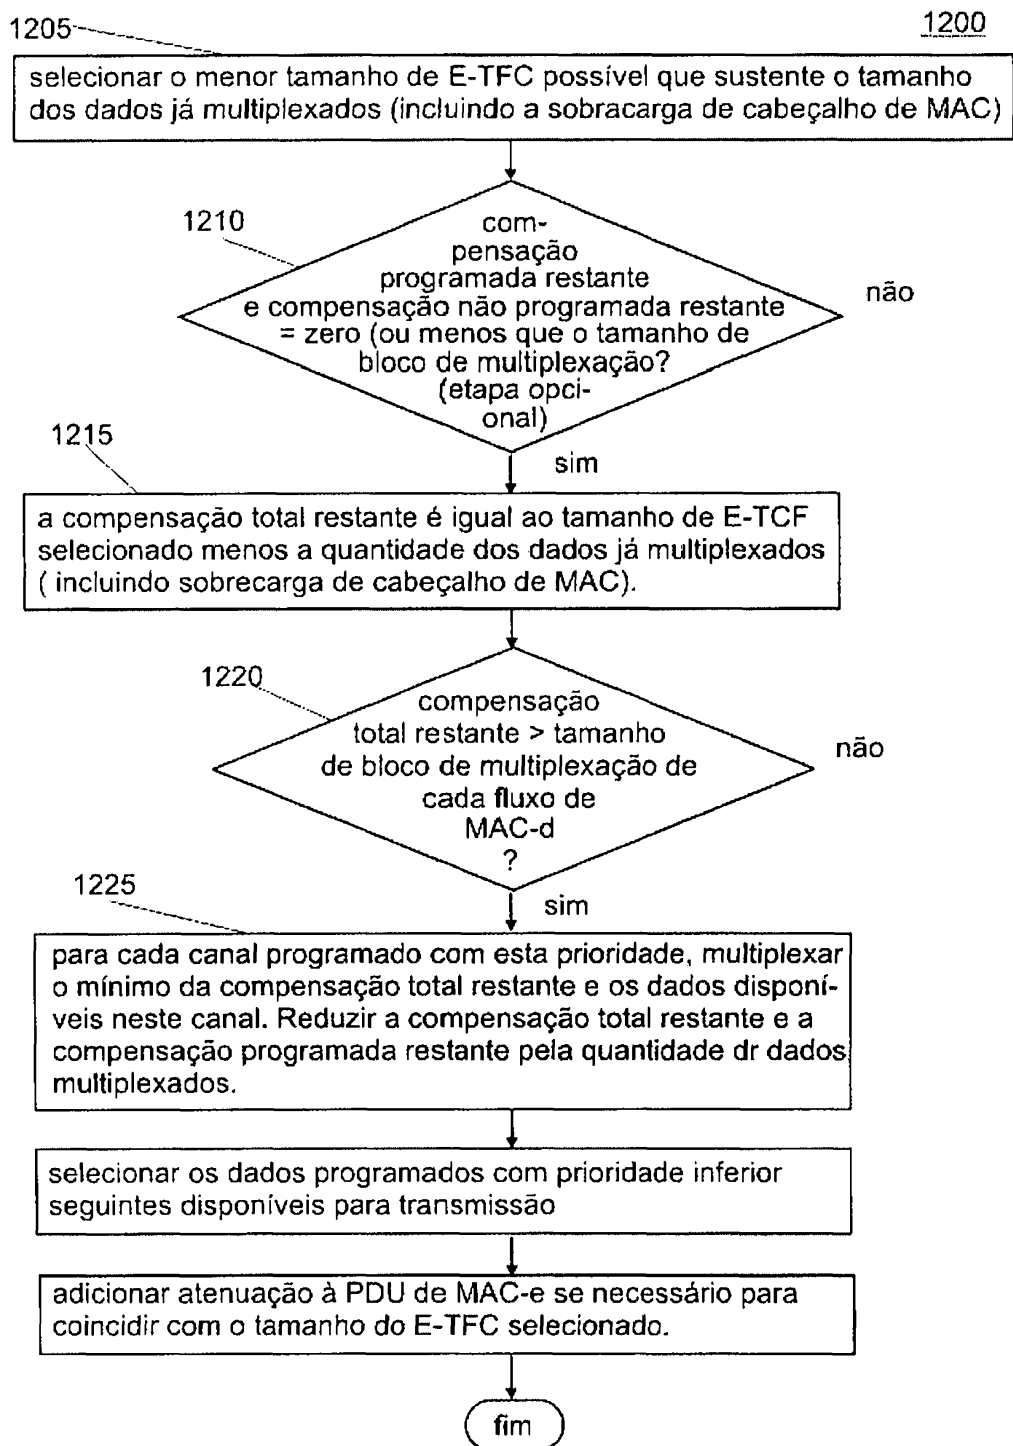 1205
1200
selecionar o menor tamanho de E-TFC possível que sustente o tamanho
dos dados já multiplexados (incluindo a sobracarga de cabeçalho de MAC)
1210
com-
pensação
programada restante
e compensação não programada restante
= zero (ou menos que o tamanho de
bloco de multiplexação?
(etapa opci-
onal)
não
sim
1215
a compensação total restante é igual ao tamanho de E-TCF
selecionado menos a quantidade dos dados já multiplexados
( incluindo sobrecarga de cabeçalho de MAC).
1220
compensação
total restante > tamanho
de bloco de multiplexação de
cada fluxo de
MAC-d
?
não
sim
1225
para cada canal programado com esta prioridade, multiplexar
o mínimo da compensação total restante e os dados disponí-
veis neste canal. Reduzir a compensação total restante e a
compensação programada restante pela quantidade dr dados
multiplexados.
selecionar os dados programados com prioridade inferior
seguintes disponíveis para transmissão
adicionar atenuação à PDU de MAC-e se necessário para
coincidir com o tamanho do E-TFC selecionado.
fim